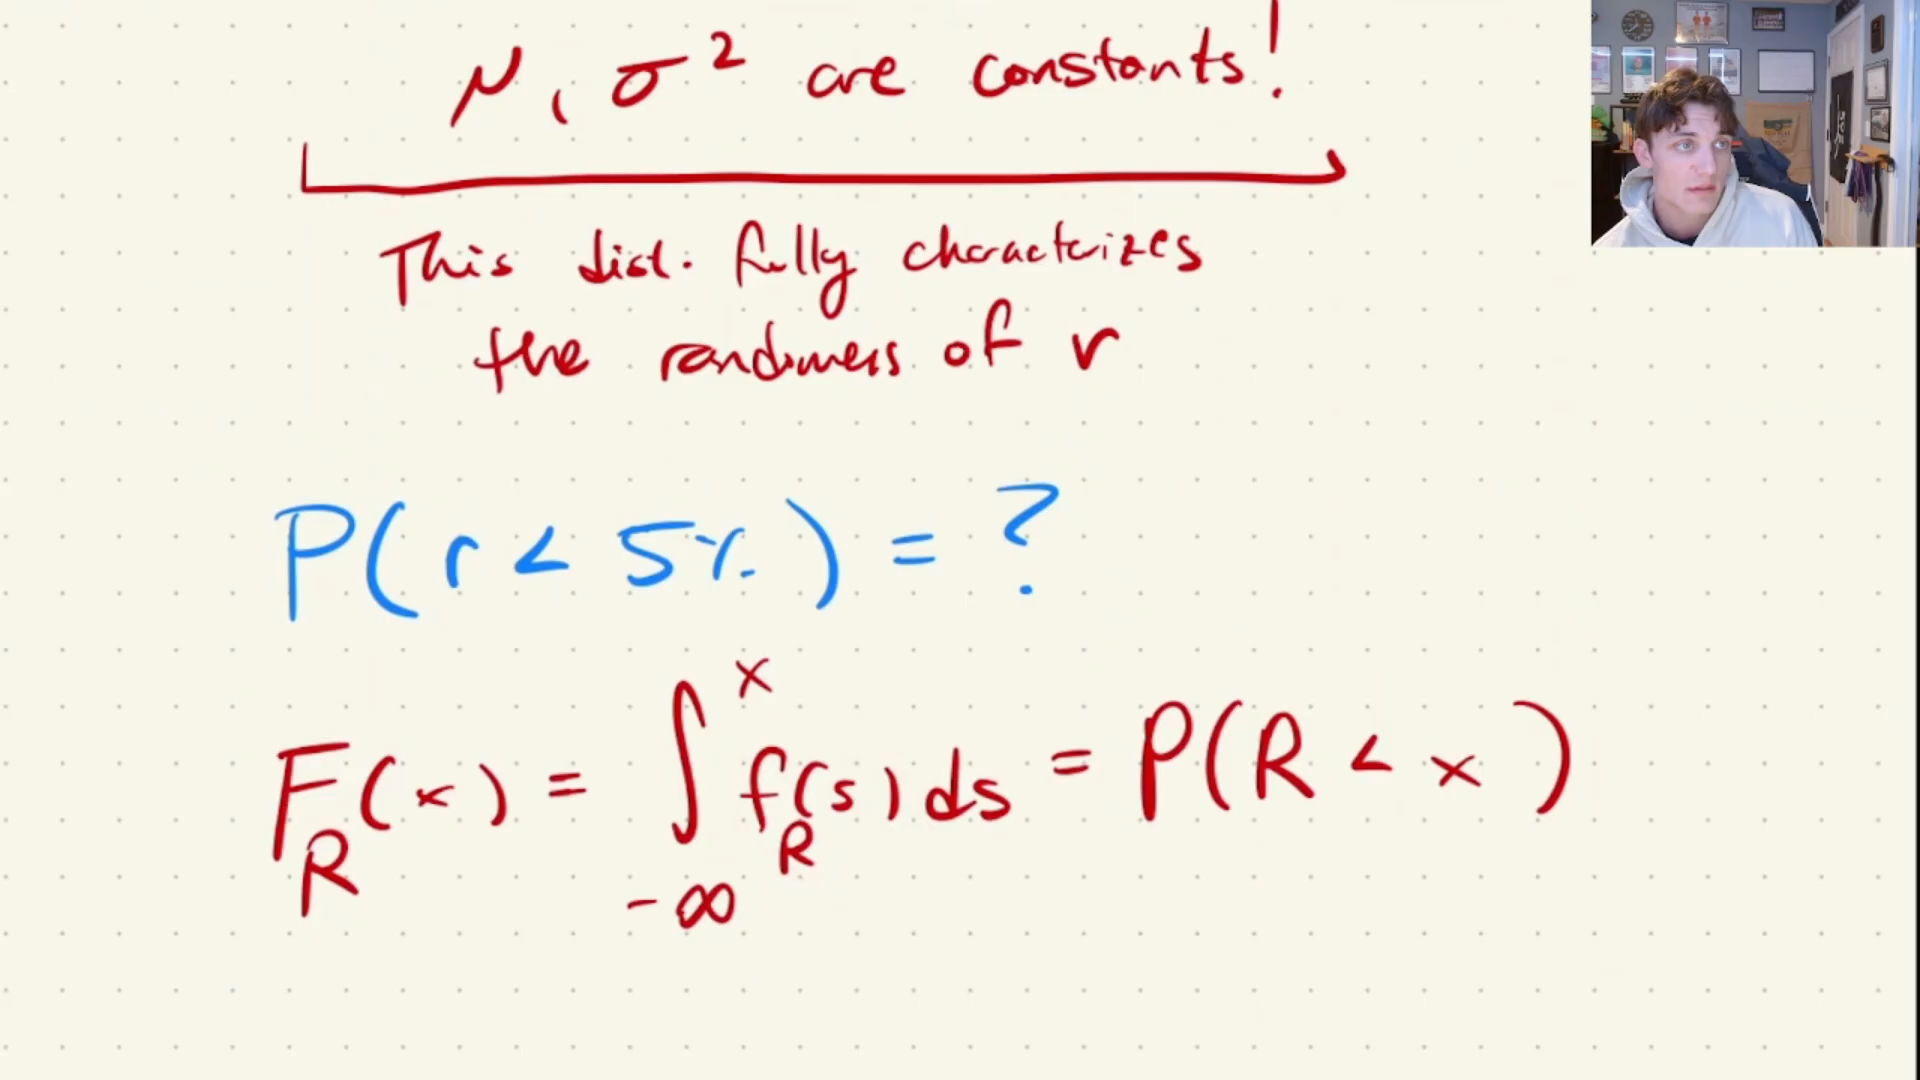 μ, σ² are constants!
This dist. fully characterizes
the randomness of r
P(r < 5%) = ?
F_R(x) = ∫_{-∞}^{x} f_R(s) ds = P(R < x)